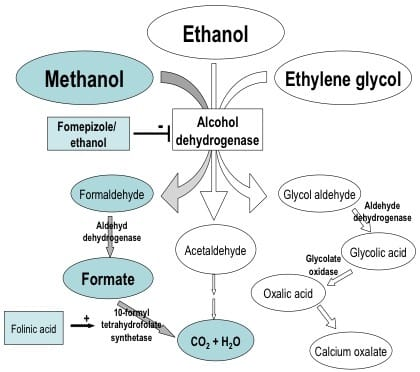 Ethanol
Methanol
Ethylene glycol
Fomepizole/
ethanol
-
Alcohol
dehydrogenase
Formaldehyde
Glycol aldehyde
Aldehyd
dehydrogenase
Aldehyde
dehydrogenase
Acetaldehyde
Glycolic acid
Glycolate
oxidase
Formate
Oxalic acid
Folinic acid
+
10-formyl
tetrahydrofolate
synthetase
CO₂ + H₂O
Calcium oxalate